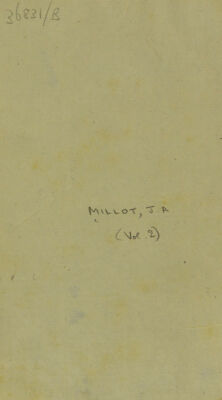 36831/B
MILLOT, J.A
(Vol. 2)